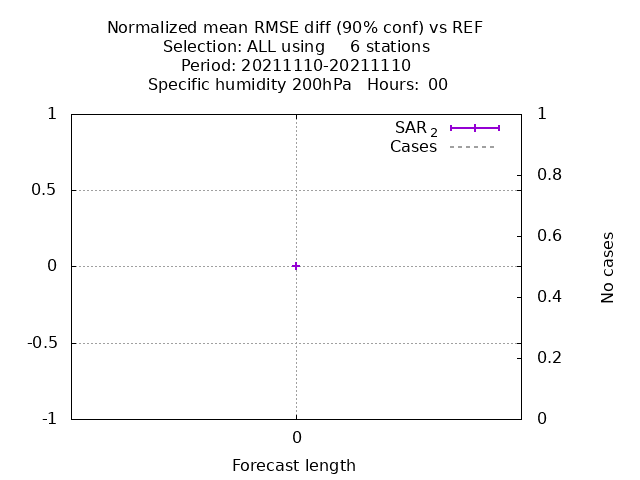 Normalized mean RMSE diff (90% conf) vs REF
Selection: ALL using     6 stations
Period: 20211110-20211110
Specific humidity 200hPa   Hours:  00
SAR 2
Cases
1
0.5
0
-0.5
-1
1
0.8
0.6
0.4
0.2
0
No cases
0
Forecast length